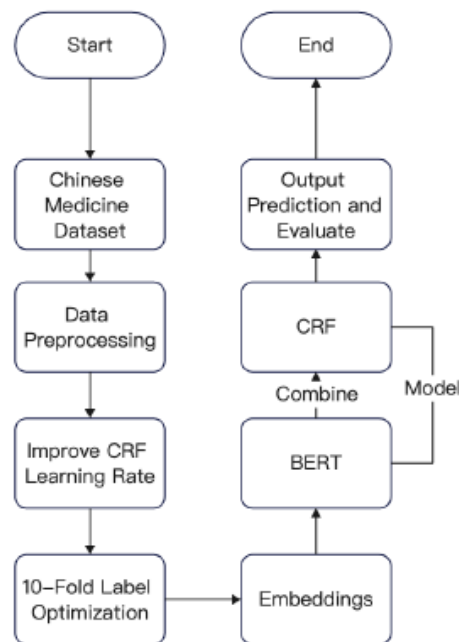 Start
Chinese
Medicine
Dataset
Data
Preprocessing
Improve CRF
Learning Rate
10-Fold Label
Optimization
Embeddings
BERT
Combine
Model
CRF
Output
Prediction and
Evaluate
End